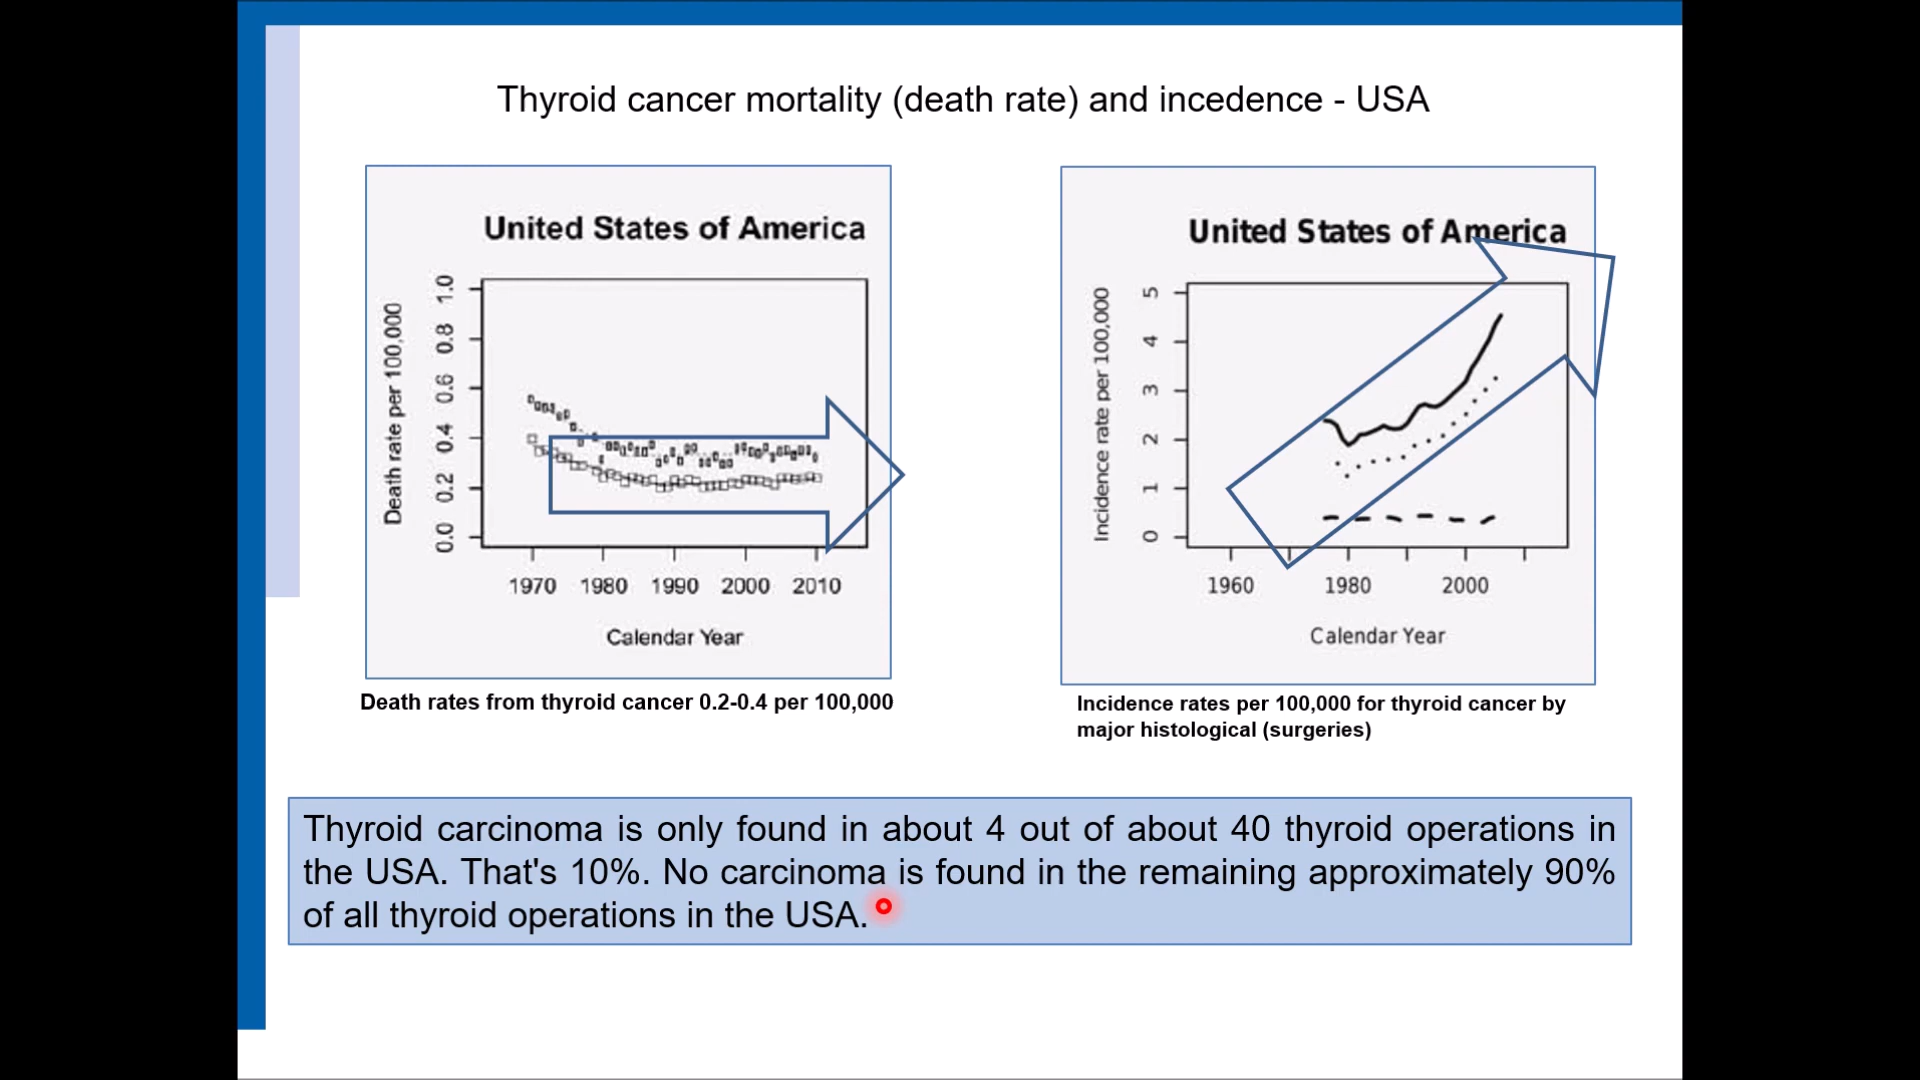 Thyroid cancer mortality (death rate) and incedence - USA
United States of America
Death rate per 100,000
1.0
0.8
0.6
0.4
0.2
0.0
1970 1980 1990 2000 2010
Calendar Year
Death rates from thyroid cancer 0.2-0.4 per 100,000
United States of America
Incidence rate per 100,000
5
4
3
2
1
0
1960 1980 2000
Calendar Year
Incidence rates per 100,000 for thyroid cancer by
major histological (surgeries)
Thyroid carcinoma is only found in about 4 out of about 40 thyroid operations in
the USA. That's 10%. No carcinoma is found in the remaining approximately 90%
of all thyroid operations in the USA.